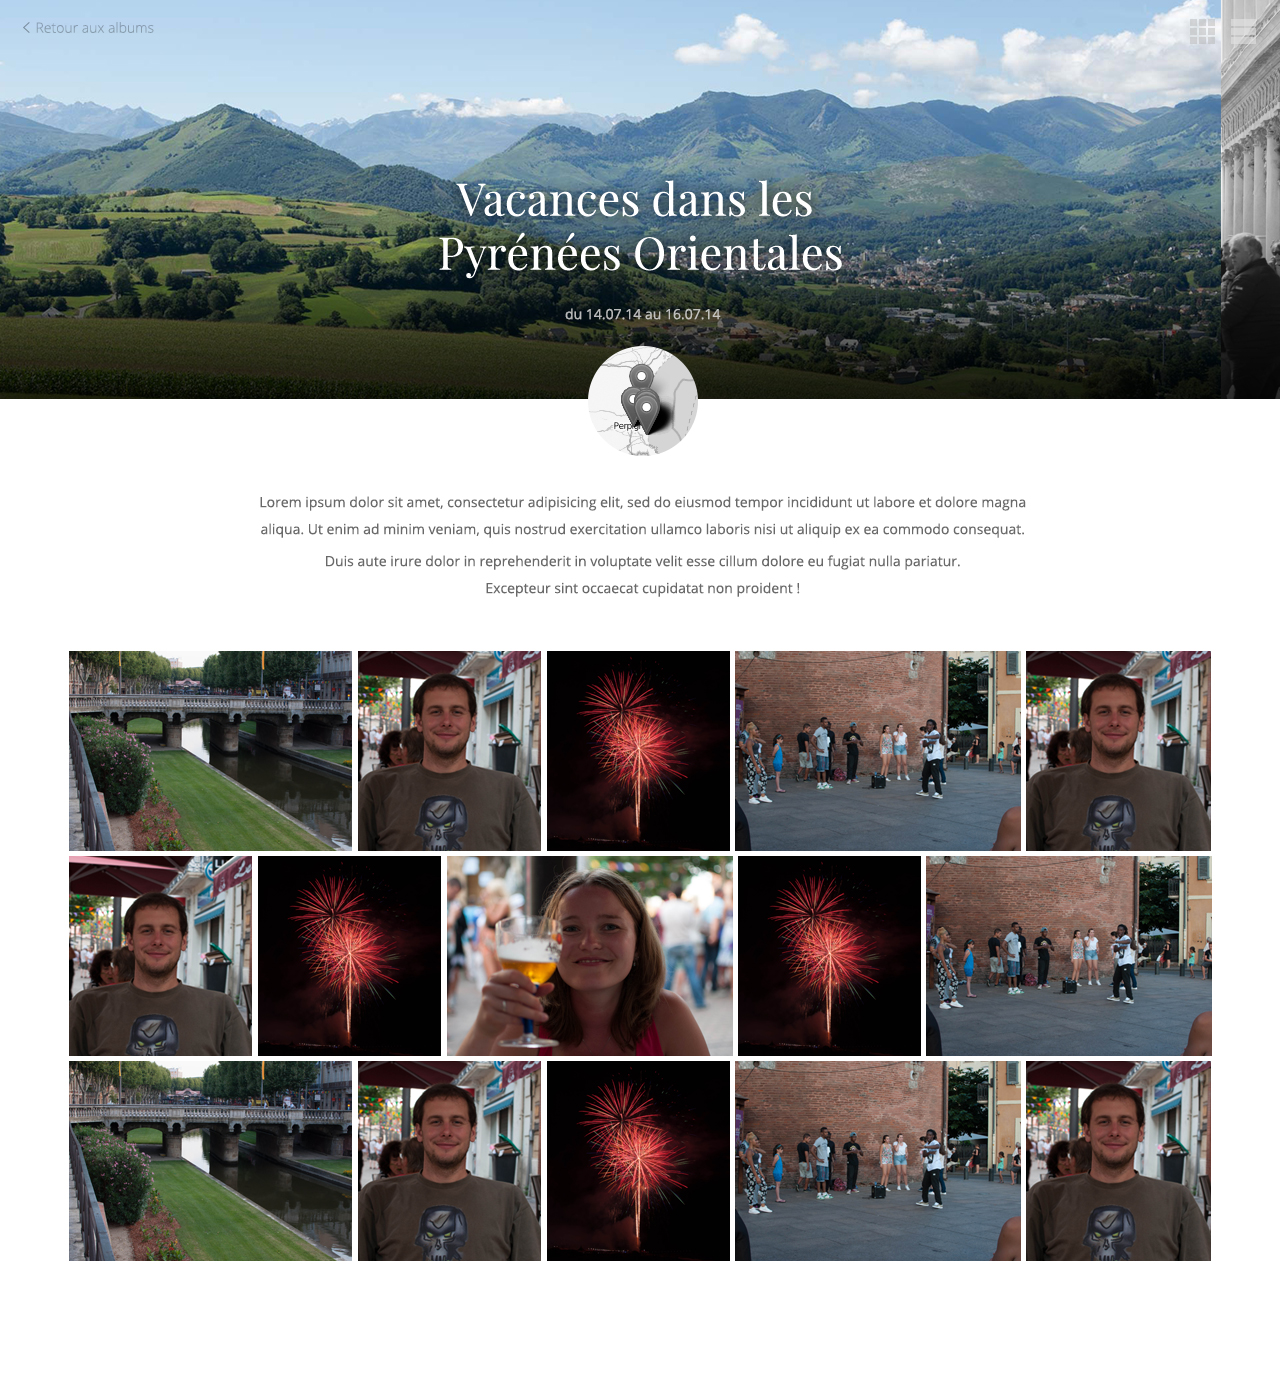 Retour aux albums
Vacances dans les
Pyrénées Orientales
du 14.07.14 au 16.07.14
Lorem ipsum dolor sit amet, consectetur adipisicing elit, sed do eiusmod tempor incididunt ut labore et dolore magna
aliqua. Ut enim ad minim veniam, quis nostrud exercitation ullamco laboris nisi ut aliquip ex ea commodo consequat.
Duis aute irure dolor in reprehenderit in voluptate velit esse cillum dolore eu fugiat nulla pariatur.
Excepteur sint occaecat cupidatat non proident !